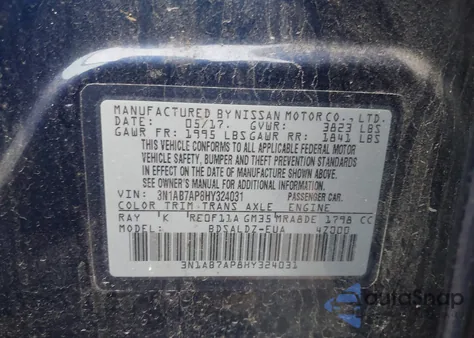 MANUFACTURED BY NISSAN MOTOR CO., LTD.
DATE: 05/17 GVWR: 3823 LBS
GAWR FR: 1995 LBS GAWR RR: 1841 LBS
THIS VEHICLE CONFORMS TO ALL APPLICABLE FEDERAL MOTOR
VEHICLE SAFETY, BUMPER AND THEFT PREVENTION STANDARDS
IN EFFECT ON THE DATE OF MANUFACTURE SHOWN ABOVE.
SEE OWNER'S MANUAL FOR ADDITIONAL INFORMATION.
VIN: 3N1AB7AP8HY324031 PASSENGER CAR.
COLOR TRIM TRANS AXLE ENGINE
RAY K RE0F11A GM35 MRA8DE 1798 CC
MODEL: BDSALDZ-EUA 47000
3N1AB7AP8HY324031
AutoSnap